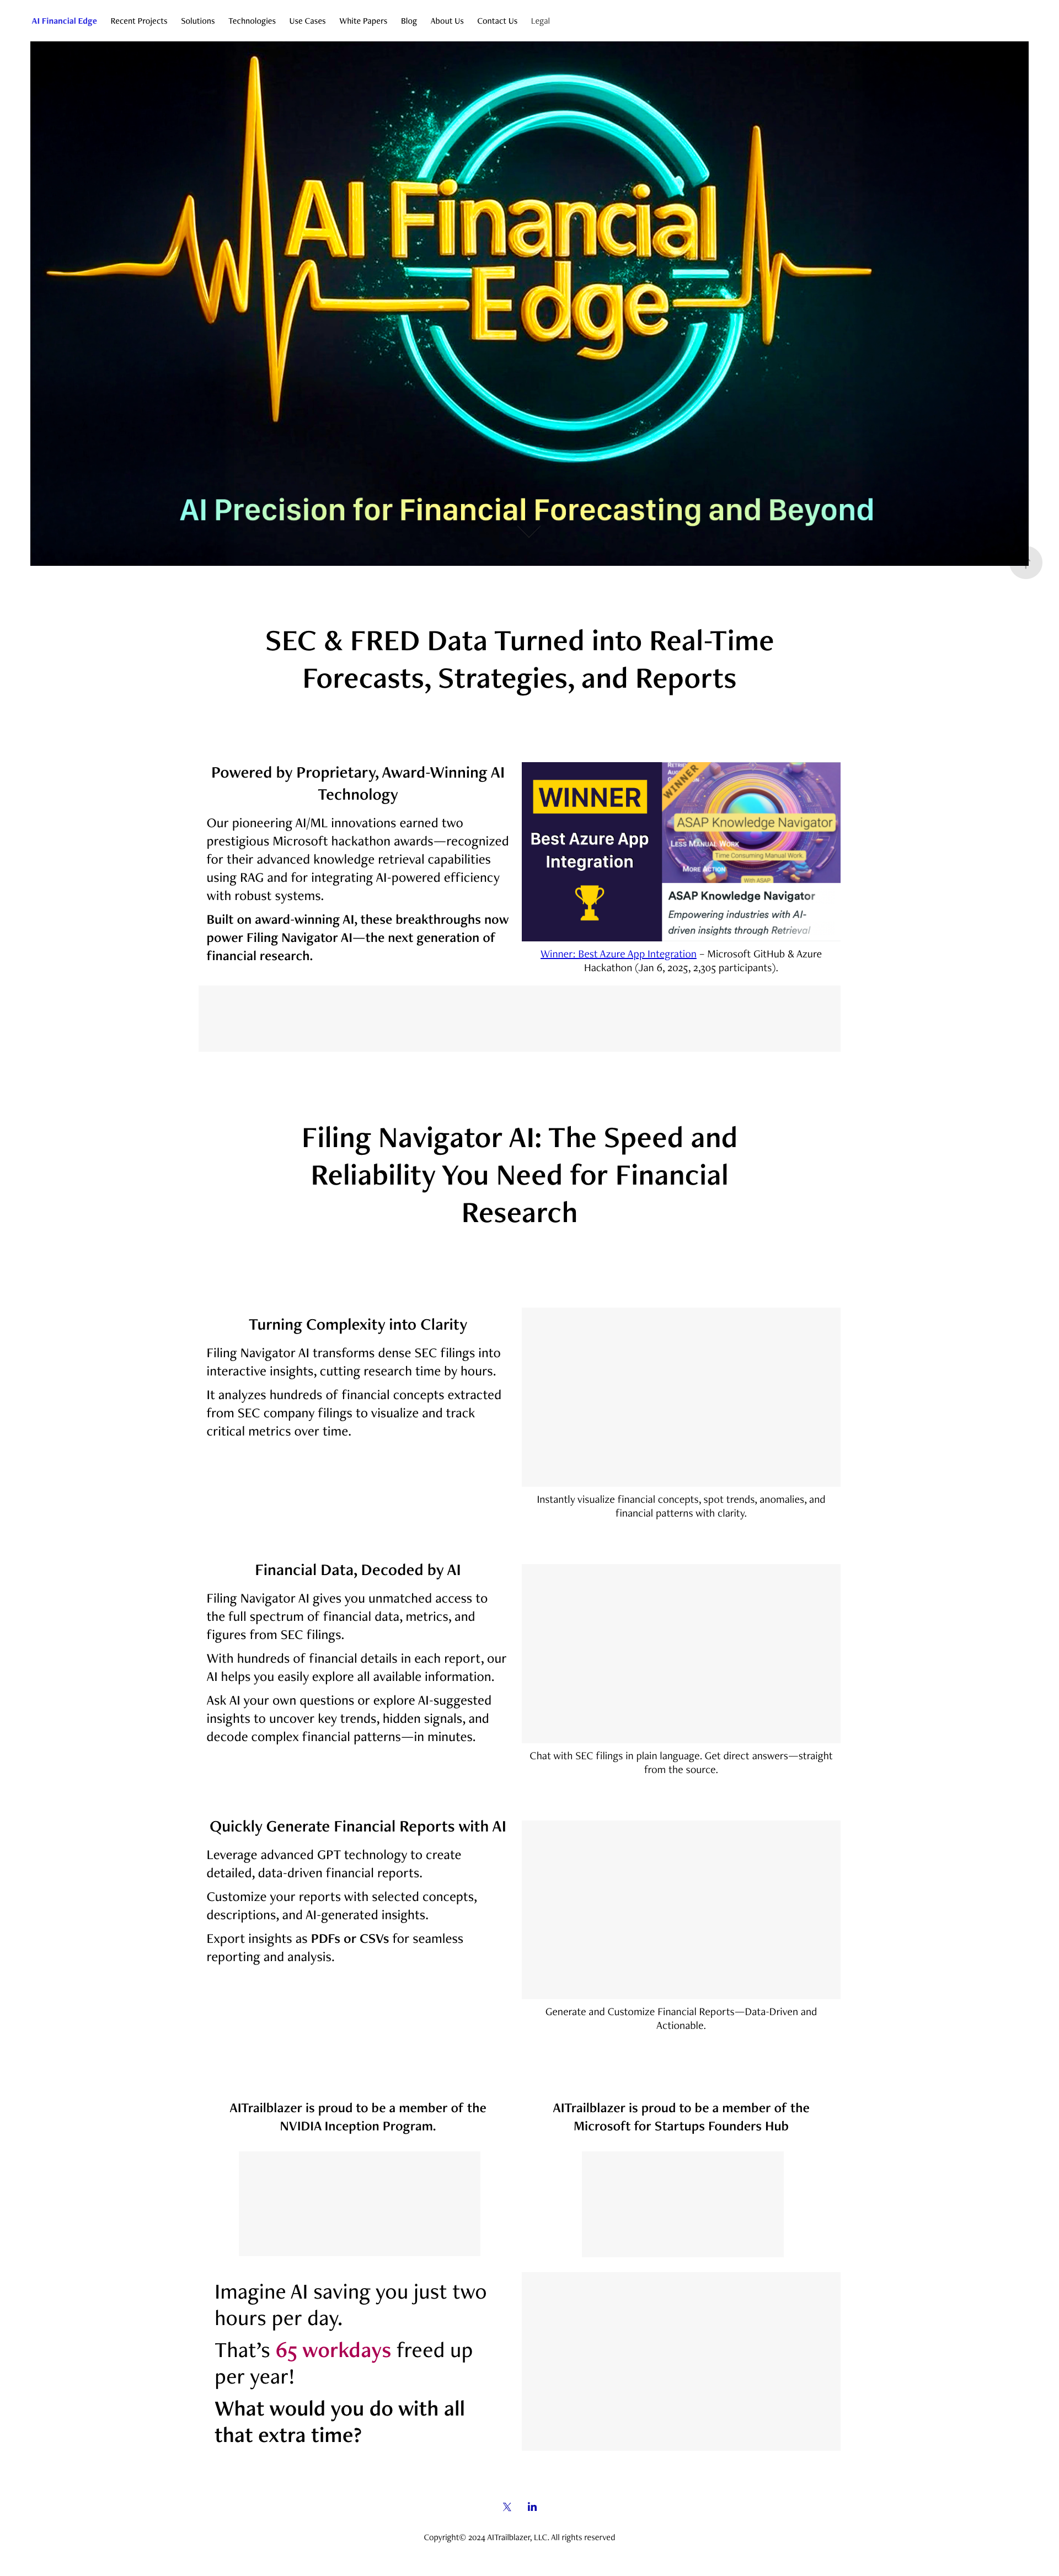 AI Financial Edge Recent Projects Solutions Technologies Use Cases White Papers Blog About Us Contact Us Legal
AI Financial
Edge
AI Precision for Financial Forecasting and Beyond
SEC & FRED Data Turned into Real-Time
Forecasts, Strategies, and Reports
Powered by Proprietary, Award-Winning AI
Technology
Our pioneering AI/ML innovations earned two
prestigious Microsoft hackathon awards—recognized
for their advanced knowledge retrieval capabilities
using RAG and for integrating AI-powered efficiency
with robust systems.
Built on award-winning AI, these breakthroughs now
power Filing Navigator AI—the next generation of
financial research.
WINNER
Best Azure App
Integration
WINNER
ASAP Knowledge Navigator
Less Manual Work
Time Consuming Manual Work
More Action
With ASAP
ASAP Knowledge Navigator
Empowering industries with AI-
driven insights through Retrieval
Winner: Best Azure App Integration – Microsoft GitHub & Azure
Hackathon (Jan 6, 2025, 2,305 participants).
Filing Navigator AI: The Speed and
Reliability You Need for Financial
Research
Turning Complexity into Clarity
Filing Navigator AI transforms dense SEC filings into
interactive insights, cutting research time by hours.
It analyzes hundreds of financial concepts extracted
from SEC company filings to visualize and track
critical metrics over time.
Instantly visualize financial concepts, spot trends, anomalies, and
financial patterns with clarity.
Financial Data, Decoded by AI
Filing Navigator AI gives you unmatched access to
the full spectrum of financial data, metrics, and
figures from SEC filings.
With hundreds of financial details in each report, our
AI helps you easily explore all available information.
Ask AI your own questions or explore AI-suggested
insights to uncover key trends, hidden signals, and
decode complex financial patterns—in minutes.
Chat with SEC filings in plain language. Get direct answers—straight
from the source.
Quickly Generate Financial Reports with AI
Leverage advanced GPT technology to create
detailed, data-driven financial reports.
Customize your reports with selected concepts,
descriptions, and AI-generated insights.
Export insights as PDFs or CSVs for seamless
reporting and analysis.
Generate and Customize Financial Reports—Data-Driven and
Actionable.
AITrailblazer is proud to be a member of the
NVIDIA Inception Program.
AITrailblazer is proud to be a member of the
Microsoft for Startups Founders Hub
Imagine AI saving you just two
hours per day.
That’s 65 workdays freed up
per year!
What would you do with all
that extra time?
Copyright© 2024 AITrailblazer, LLC. All rights reserved